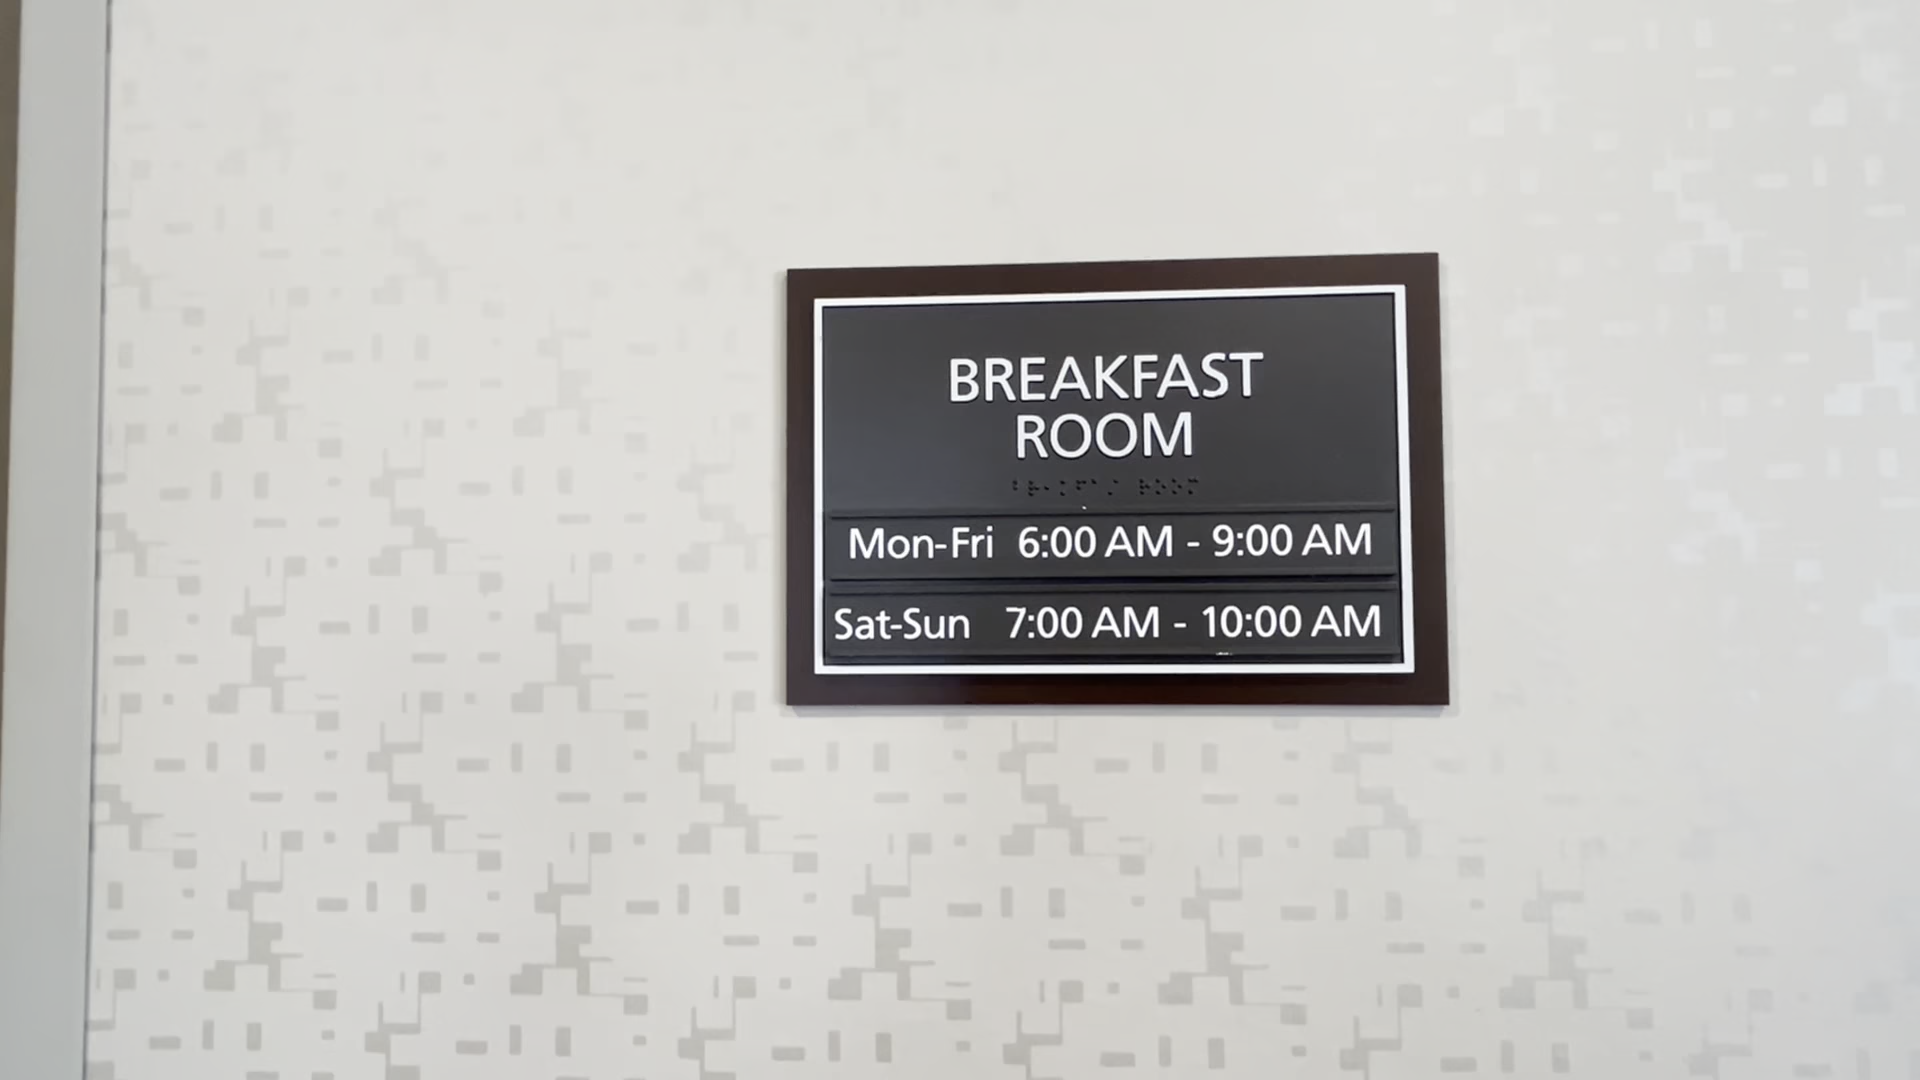 BREAKFAST
ROOM
Mon-Fri 6:00 AM - 9:00 AM
Sat-Sun 7:00 AM - 10:00 AM